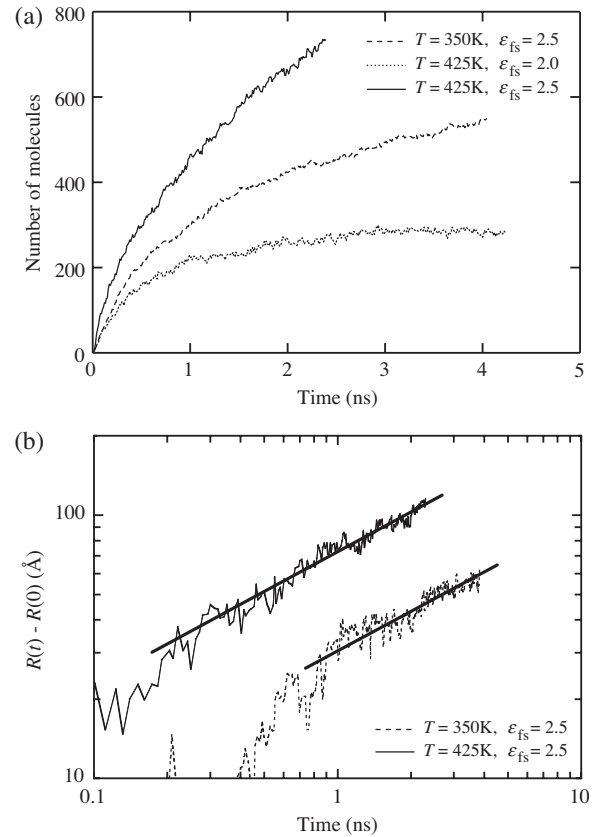 (a)
800
T = 350K, εfs = 2.5
T = 425K, εfs = 2.0
T = 425K, εfs = 2.5
600
400
200
0
Number of molecules
0 1 2 3 4 5
Time (ns)
(b)
100
10
R(t) - R(0) (Å)
T = 350K, εfs = 2.5
T = 425K, εfs = 2.5
0.1 1 10
Time (ns)